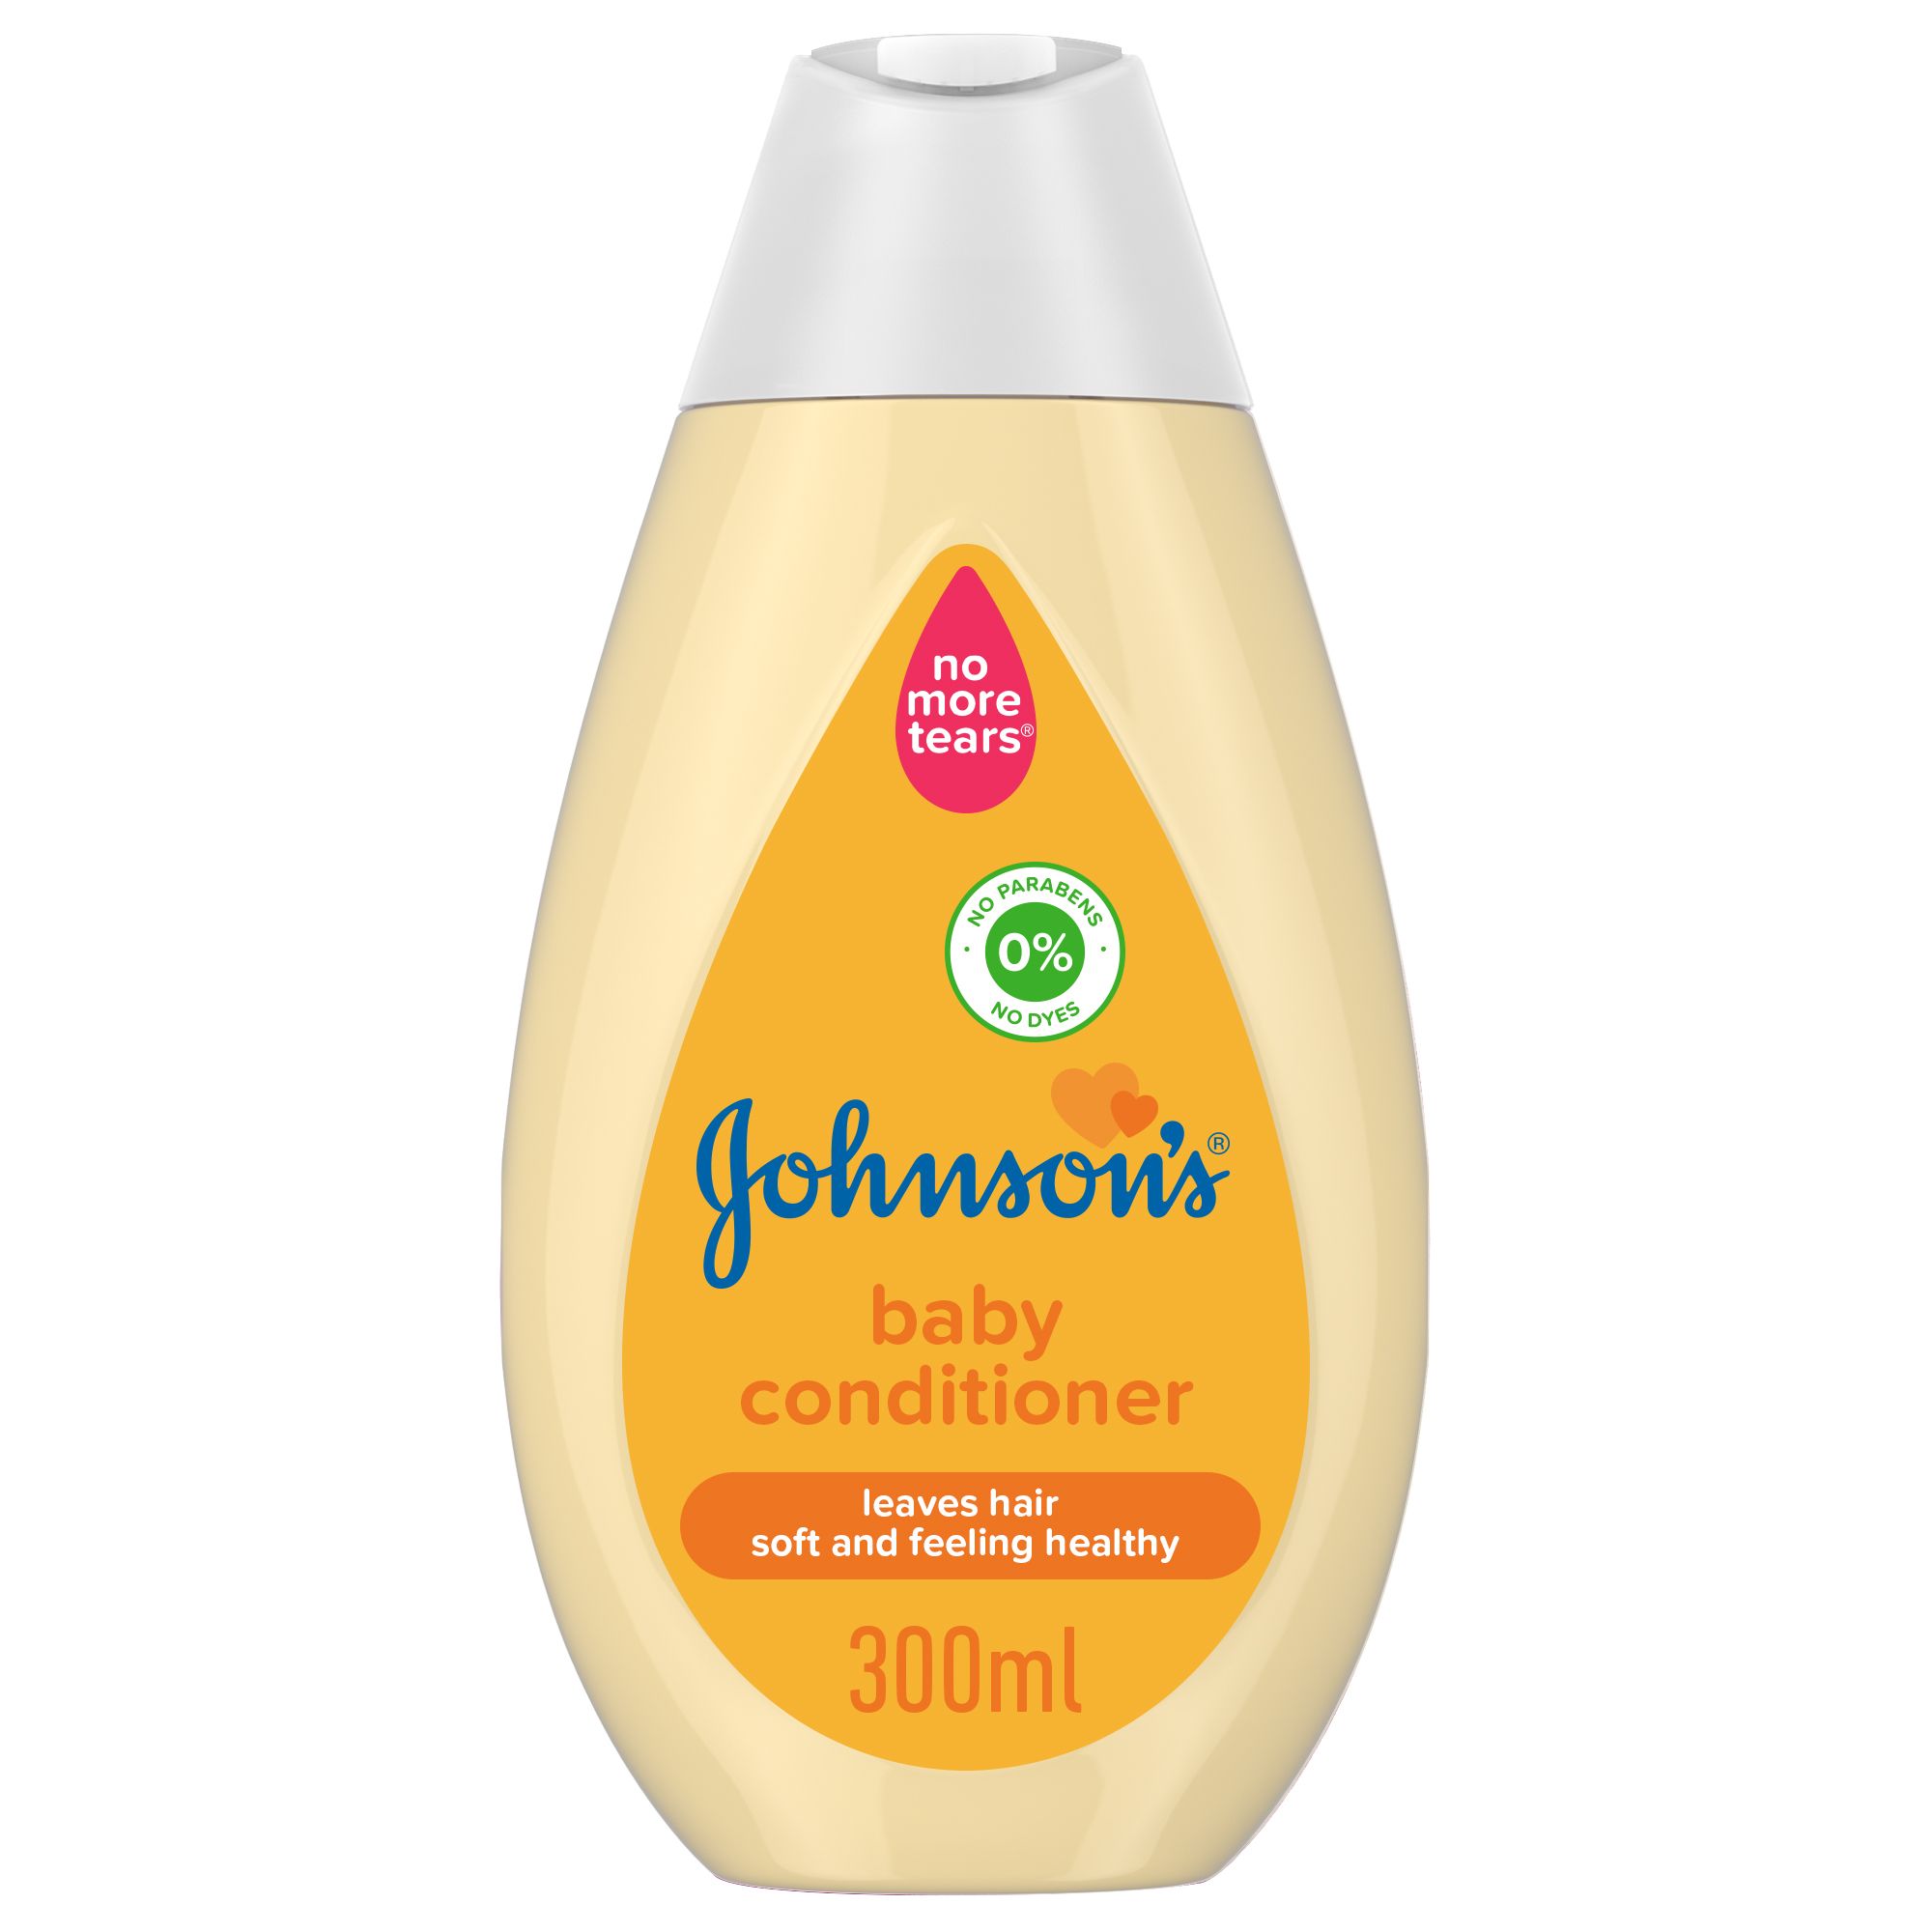 no
more
tears®
NO PARABENS
0%
NO DYES
Johnson's®
baby
conditioner
leaves hair
soft and feeling healthy
300ml